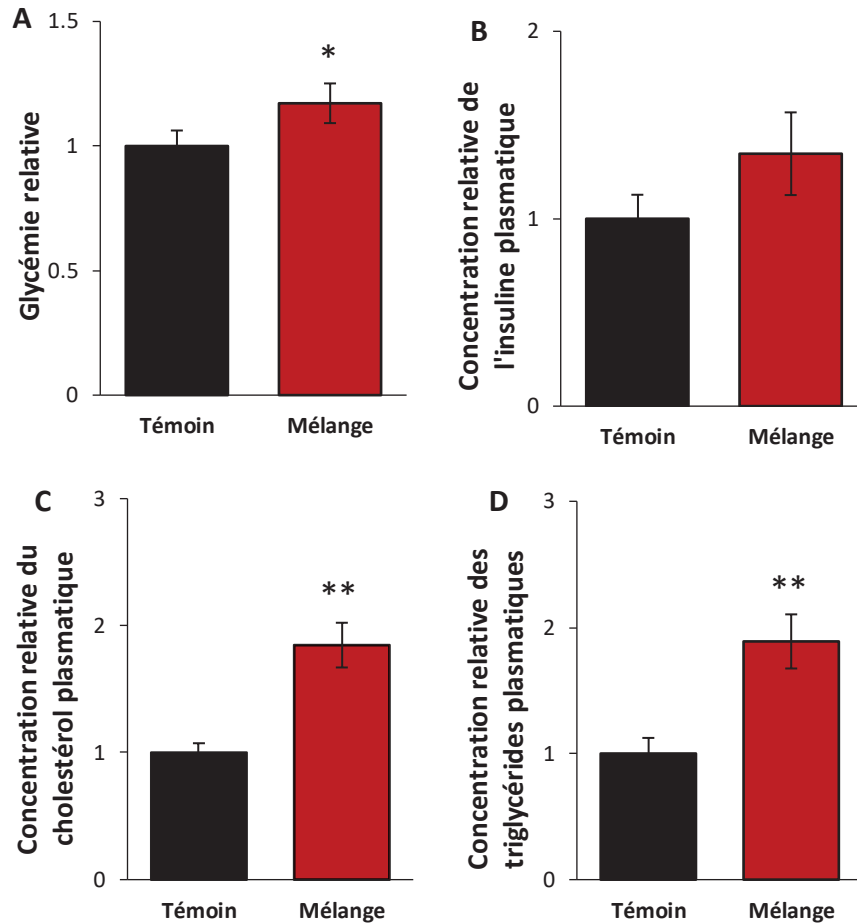 A
Glycémie relative
1.5
1
0.5
0
*
Témoin
Mélange
B
Concentration relative de
l'insuline plasmatique
2
1
0
Témoin
Mélange
C
Concentration relative du
cholestérol plasmatique
3
2
1
0
**
Témoin
Mélange
D
Concentration relative des
triglycérides plasmatiques
3
2
1
0
**
Témoin
Mélange